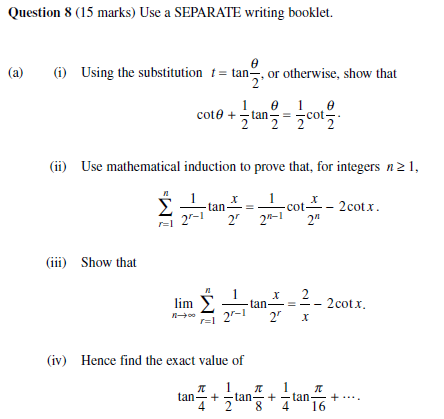 Question 8 (15 marks) Use a SEPARATE writing booklet.
(a) (i) Using the substitution t = tan θ/2, or otherwise, show that
cotθ + 1/2 tan θ/2 = 1/2 cot θ/2.
(ii) Use mathematical induction to prove that, for integers n ≥ 1,
∑_{r=1}^{n} 1/2^{r−1} tan x/2^r = 1/2^{n−1} cot x/2^n − 2cot x.
(iii) Show that
lim_{n→∞} ∑_{r=1}^{n} 1/2^{r−1} tan x/2^r = 2/x − 2cot x.
(iv) Hence find the exact value of
tan π/4 + 1/2 tan π/8 + 1/4 tan π/16 + ⋯.